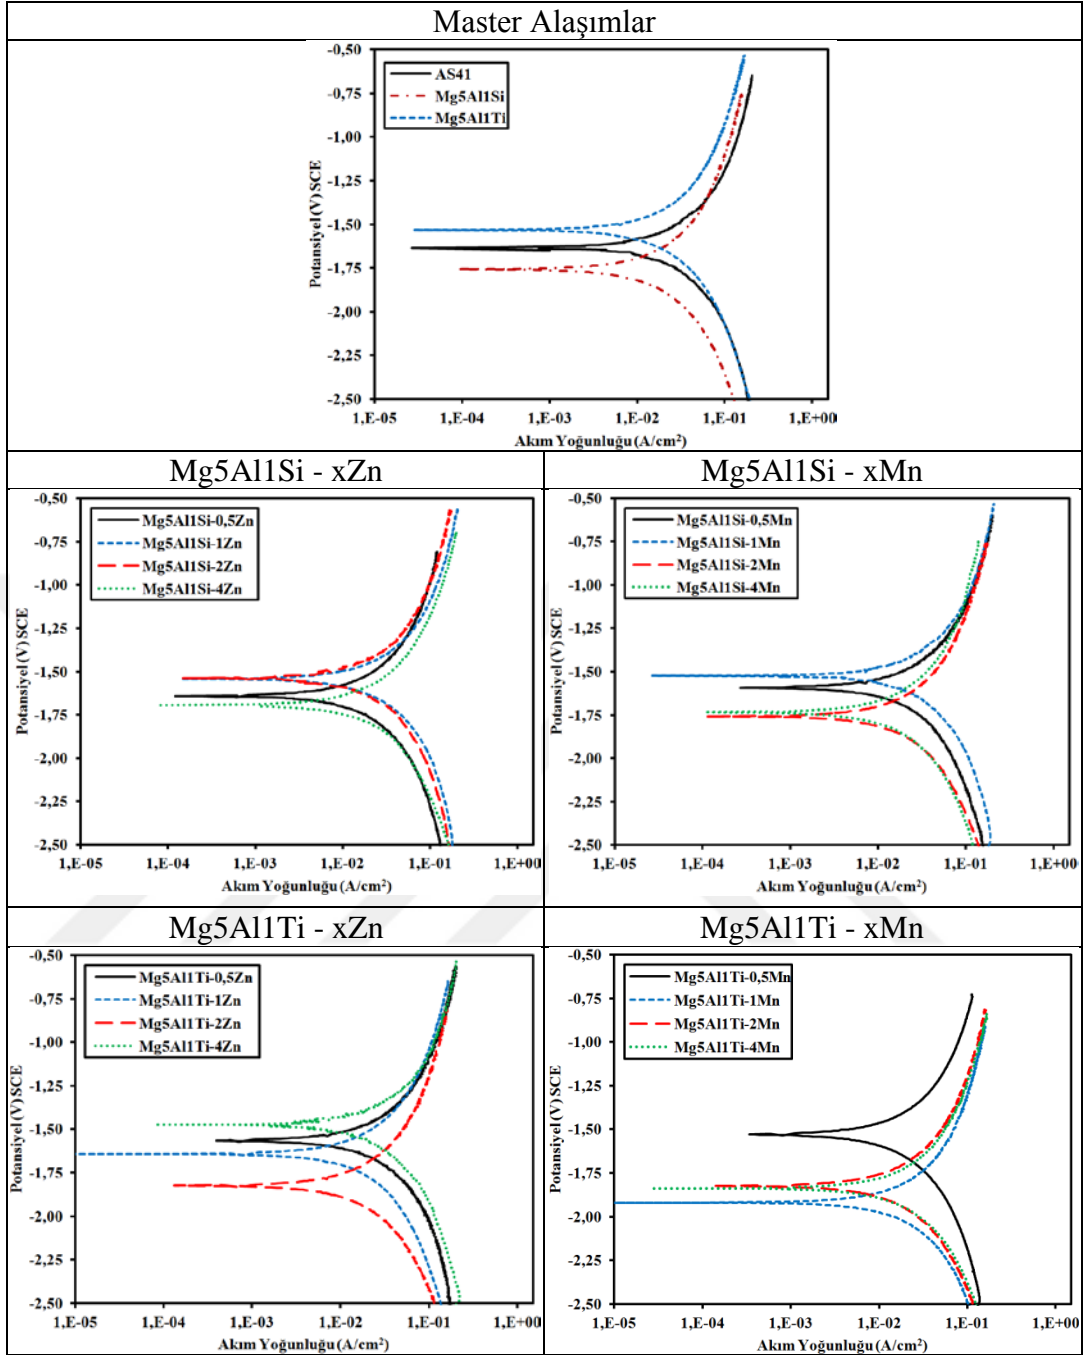 Master Alaşımlar
-0,50
-0,75
-1,00
-1,25
-1,50
-1,75
-2,00
-2,25
-2,50
Potansiyel (V) SCE
AS41
Mg5Al1Si
Mg5Al1Ti
1,E-05 1,E-04 1,E-03 1,E-02 1,E-01 1,E+00
Akım Yoğunluğu (A/cm²)
Mg5Al1Si - xZn
-0,50
-0,75
-1,00
-1,25
-1,50
-1,75
-2,00
-2,25
-2,50
Potansiyel (V) SCE
Mg5Al1Si-0,5Zn
Mg5Al1Si-1Zn
Mg5Al1Si-2Zn
Mg5Al1Si-4Zn
1,E-05 1,E-04 1,E-03 1,E-02 1,E-01 1,E+00
Akım Yoğunluğu (A/cm²)
Mg5Al1Si - xMn
-0,50
-0,75
-1,00
-1,25
-1,50
-1,75
-2,00
-2,25
-2,50
Potansiyel (V) SCE
Mg5Al1Si-0,5Mn
Mg5Al1Si-1Mn
Mg5Al1Si-2Mn
Mg5Al1Si-4Mn
1,E-05 1,E-04 1,E-03 1,E-02 1,E-01 1,E+00
Akım Yoğunluğu (A/cm²)
Mg5Al1Ti - xZn
-0,50
-0,75
-1,00
-1,25
-1,50
-1,75
-2,00
-2,25
-2,50
Potansiyel (V) SCE
Mg5Al1Ti-0,5Zn
Mg5Al1Ti-1Zn
Mg5Al1Ti-2Zn
Mg5Al1Ti-4Zn
1,E-05 1,E-04 1,E-03 1,E-02 1,E-01 1,E+00
Akım Yoğunluğu (A/cm²)
Mg5Al1Ti - xMn
-0,50
-0,75
-1,00
-1,25
-1,50
-1,75
-2,00
-2,25
-2,50
Potansiyel (V) SCE
Mg5Al1Ti-0,5Mn
Mg5Al1Ti-1Mn
Mg5Al1Ti-2Mn
Mg5Al1Ti-4Mn
1,E-05 1,E-04 1,E-03 1,E-02 1,E-01 1,E+00
Akım Yoğunluğu (A/cm²)